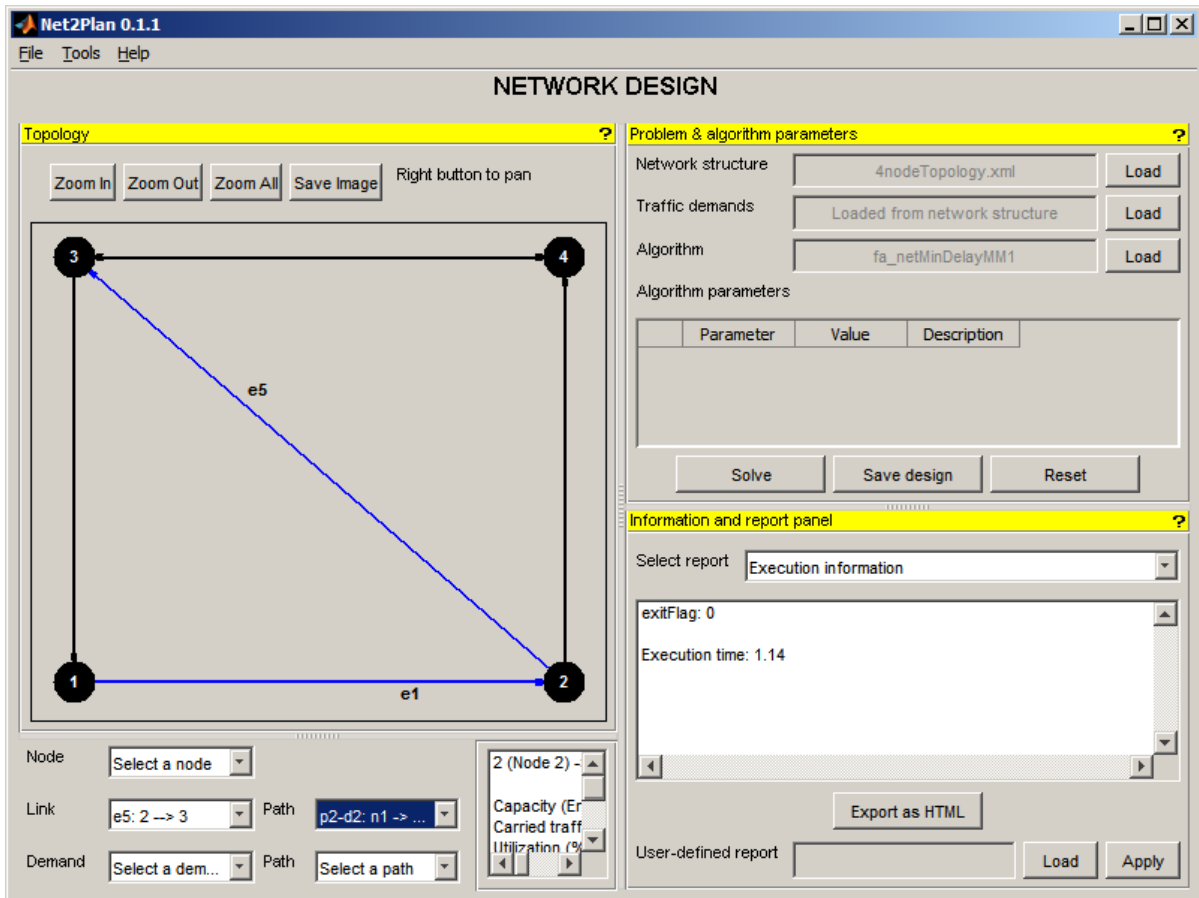 Net2Plan 0.1.1
File Tools Help
NETWORK DESIGN
Topology ?
Zoom In Zoom Out Zoom All Save Image Right button to pan
3 4
e5
1 2
e1
Node Select a node
Link e5: 2 --> 3 Path p2-d2: n1 -> ...
Demand Select a dem... Path Select a path
2 (Node 2) -
Capacity (Er
Carried traff
Utilization (%
Problem & algorithm parameters ?
Network structure 4nodeTopology.xml Load
Traffic demands Loaded from network structure Load
Algorithm fa_netMinDelayMM1 Load
Algorithm parameters
Parameter Value Description
Solve Save design Reset
Information and report panel ?
Select report Execution information
exitFlag: 0
Execution time: 1.14
Export as HTML
User-defined report Load Apply